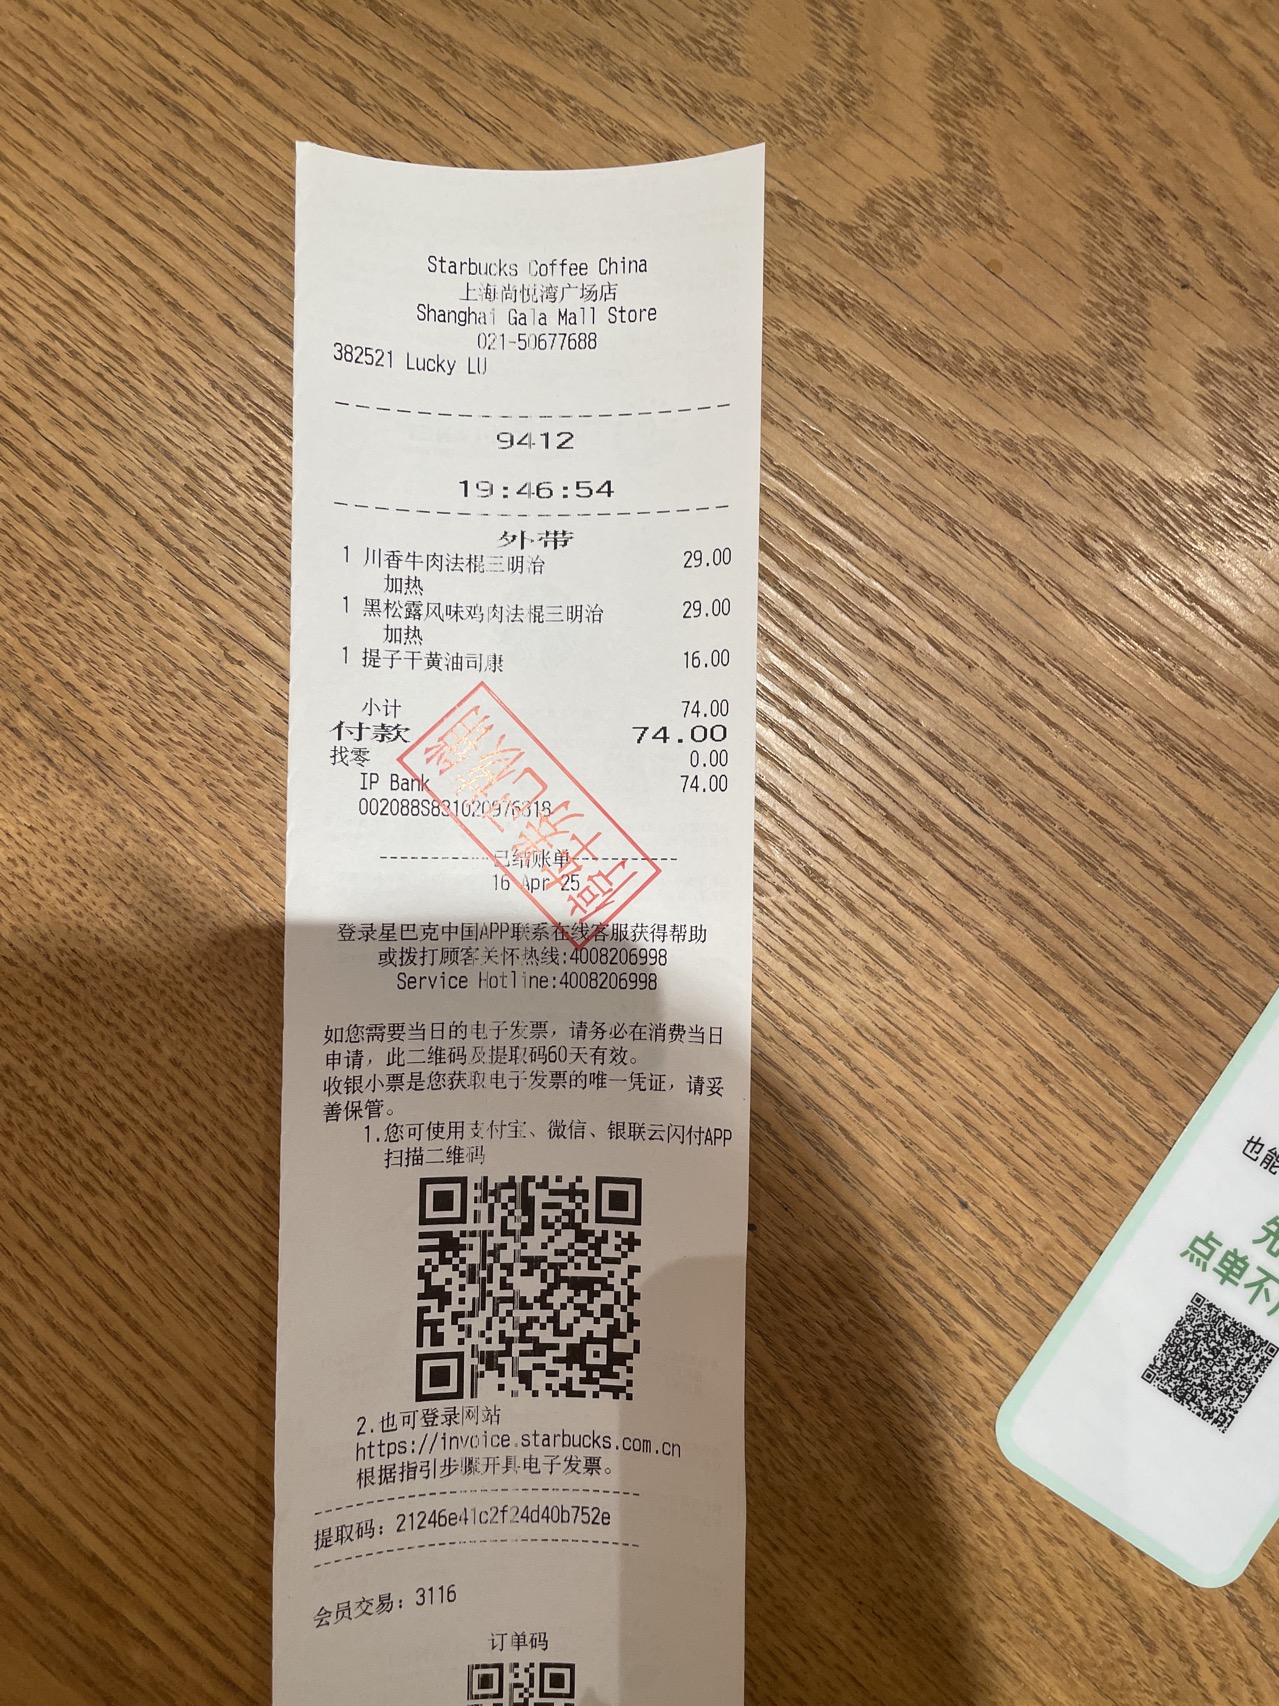 Starbucks Coffee China
上海尚悦湾广场店
Shanghai Gala Mall Store
021-50677688
382521 Lucky LU
9412
19:46:54
外带
1 川香牛肉法棍三明治 29.00
加热
1 黑松露风味鸡肉法棍三明治 29.00
加热
1 提子干黄油司康 16.00
小计 74.00
付款 74.00
找零 0.00
IP Bank 74.00
002088S831020976318
已结账单
16 Apr 25
登录星巴克中国APP联系在线客服获得帮助
或拨打顾客关怀热线:4008206998
Service Hotline:4008206998
如您需要当日的电子发票，请务必在消费当日
申请，此二维码及提取码60天有效。
收银小票是您获取电子发票的唯一凭证，请妥
善保管。
1.您可使用支付宝、微信、银联云闪付APP
扫描二维码
2.也可登录网站
https://invoice.starbucks.com.cn
根据指引步骤开具电子发票。
提取码：21246e41c2f24d40b752e
会员交易：3116
订单码
也能
点单不